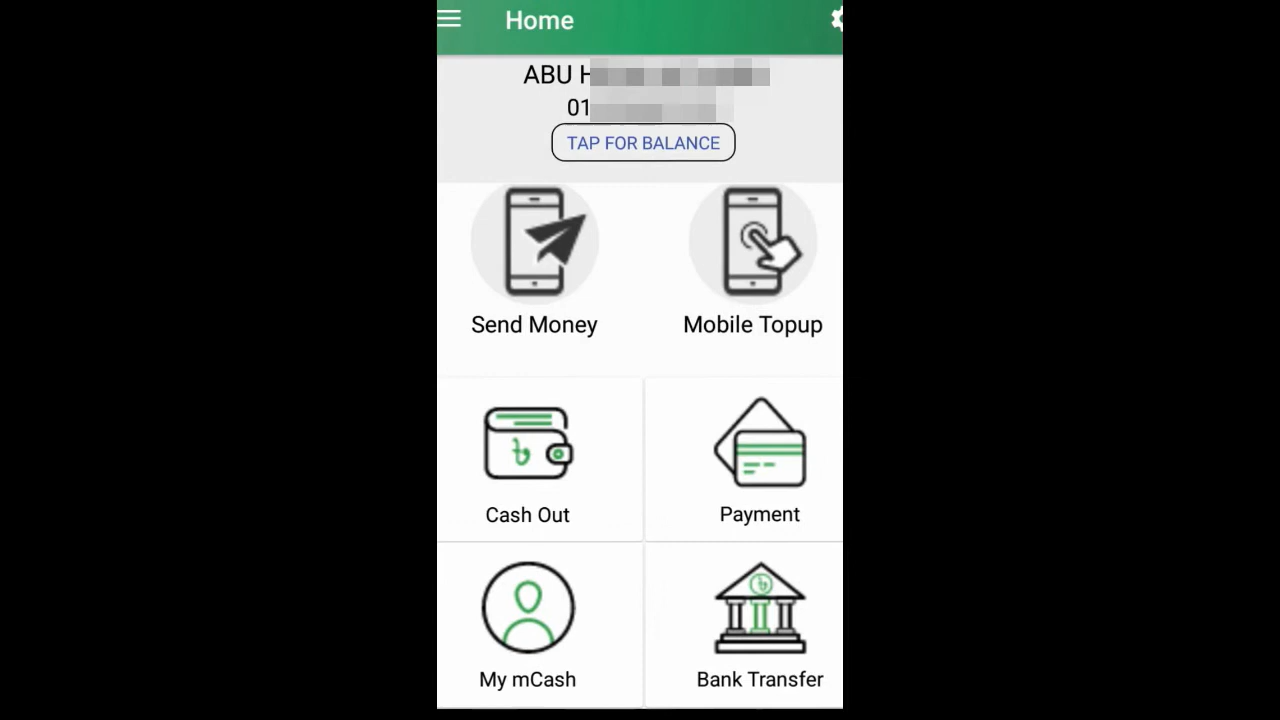 Home
ABU
01
TAP FOR BALANCE
Send Money
Mobile Topup
৳
Cash Out
Payment
My mCash
৳
Bank Transfer